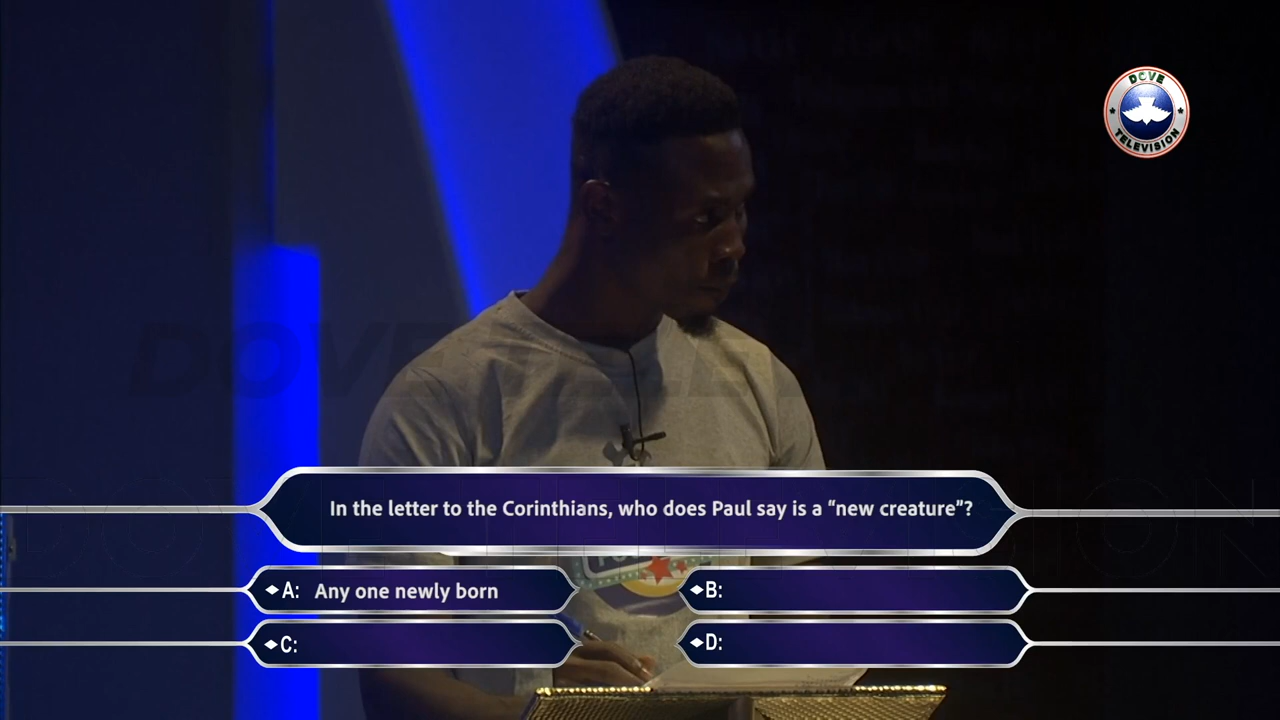 DOVE
TELEVISION
In the letter to the Corinthians, who does Paul say is a “new creature”?
A: Any one newly born
B:
C:
D: